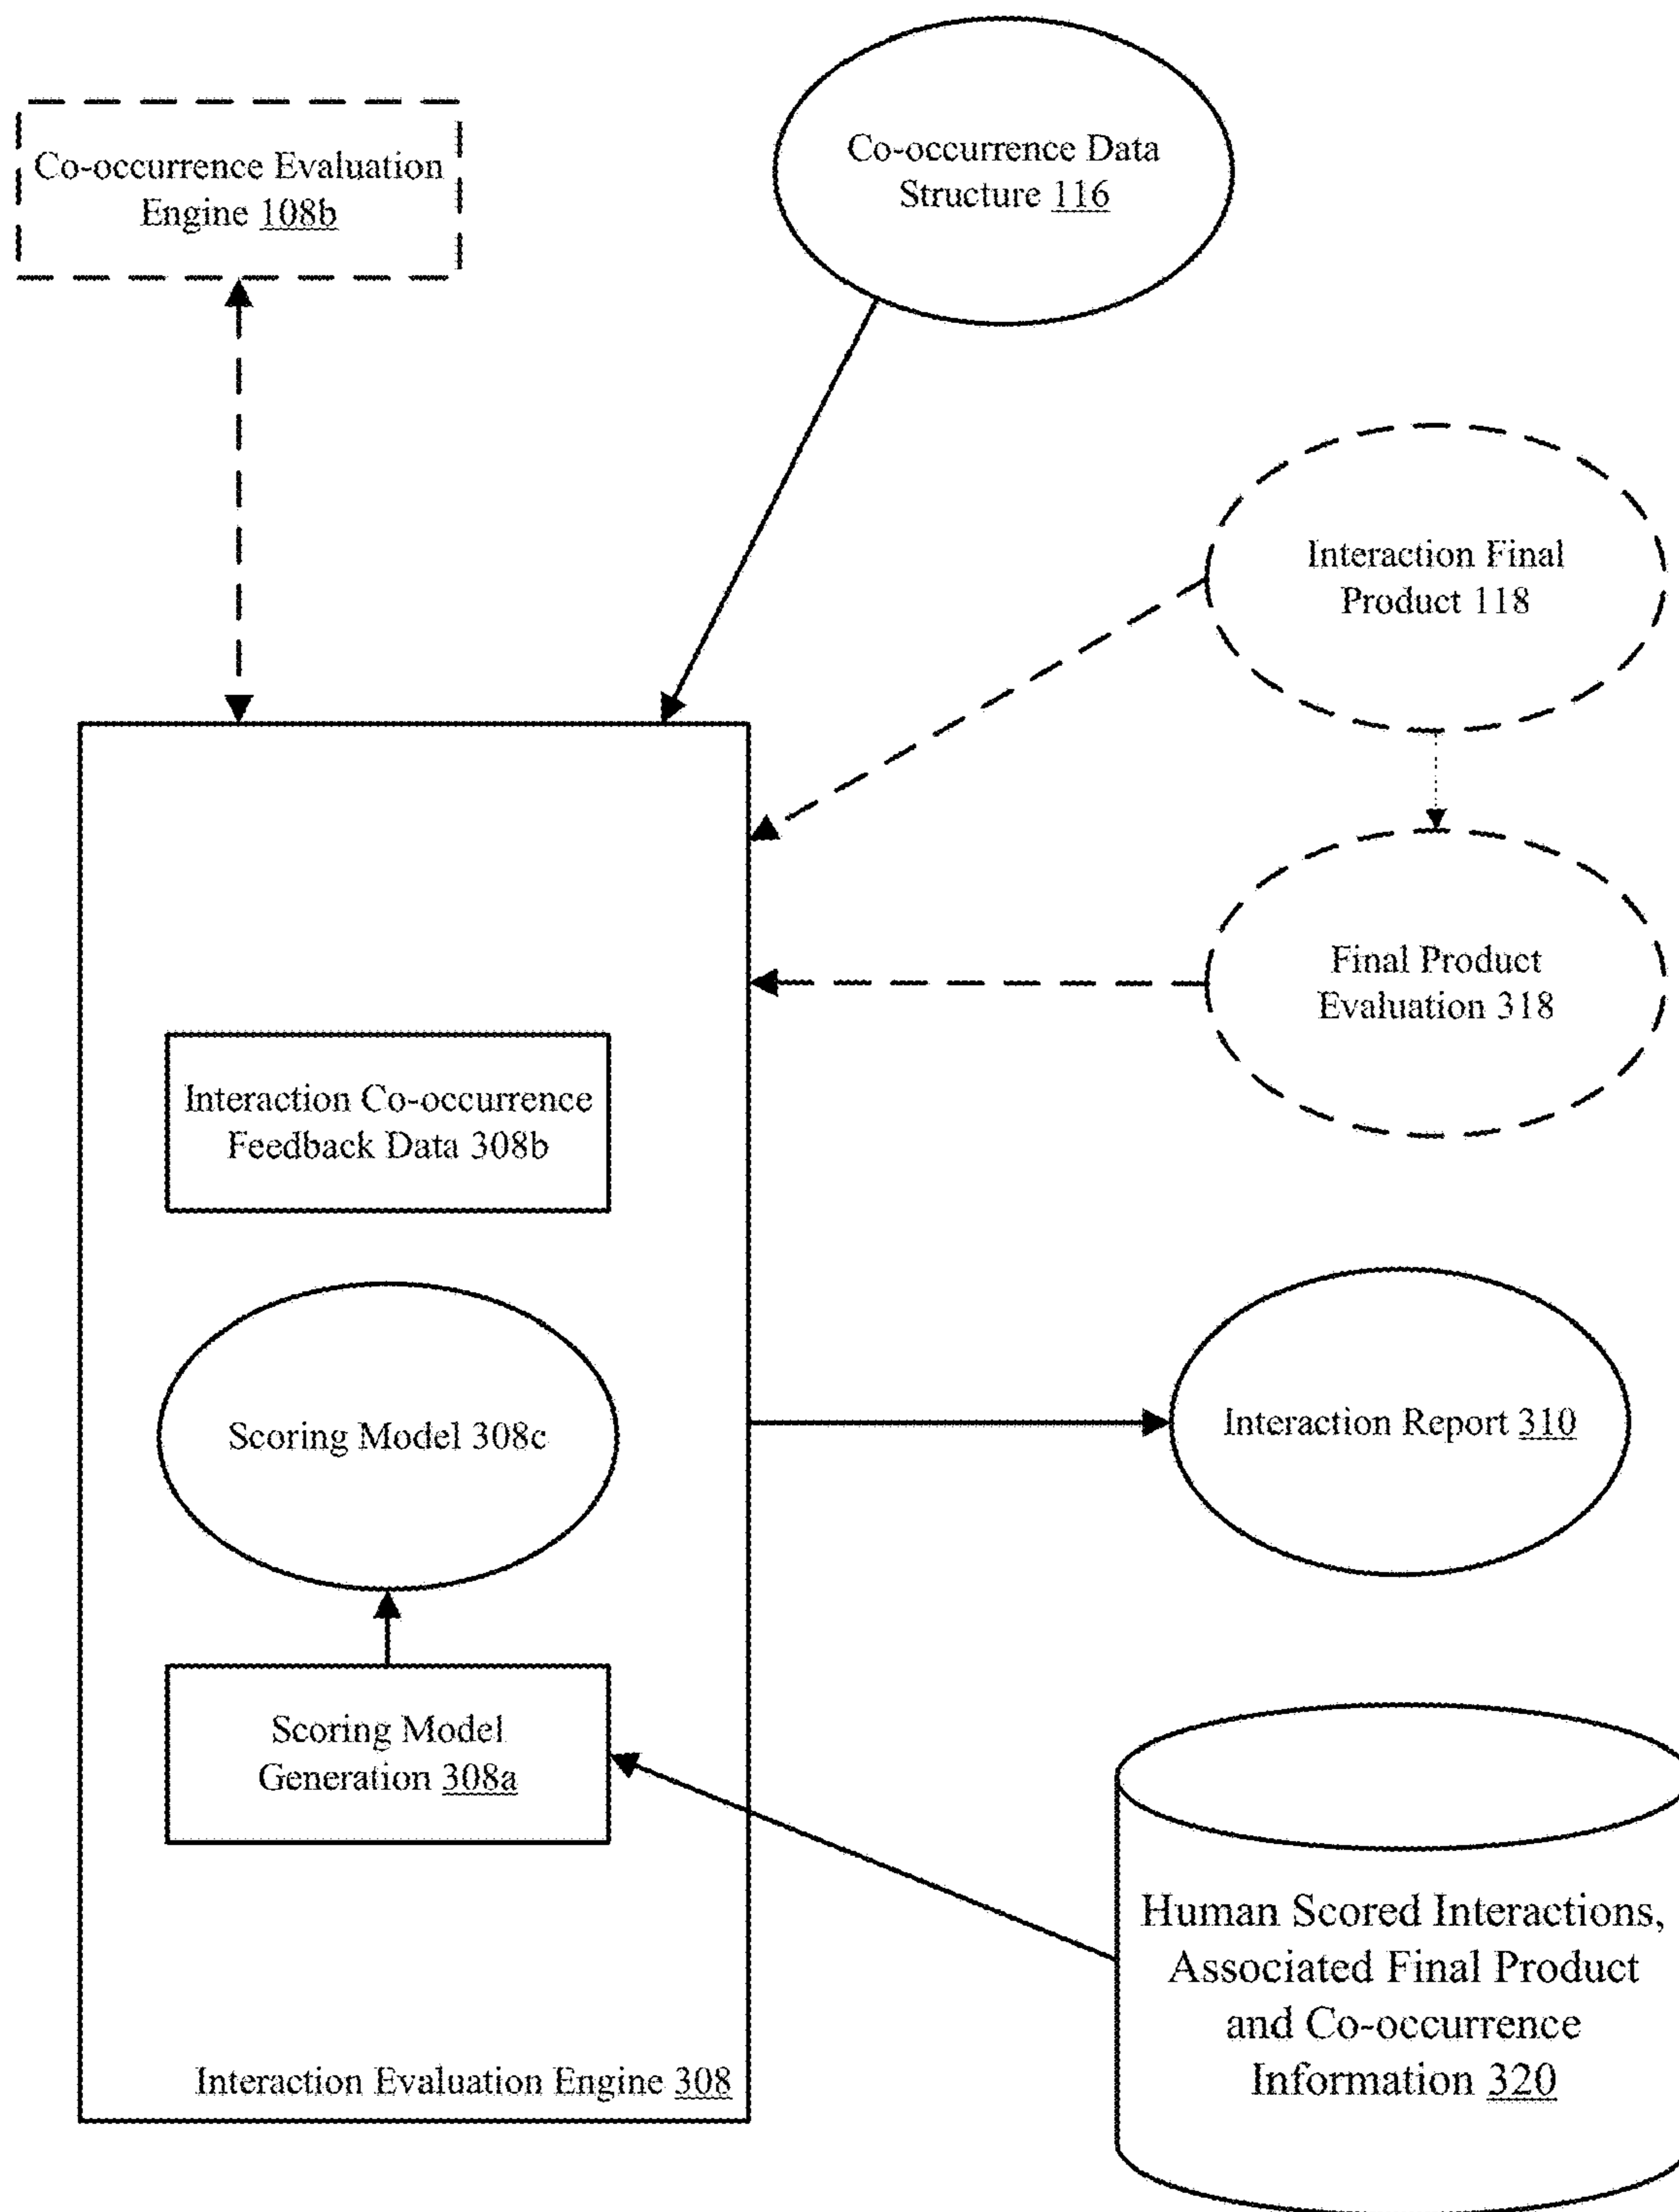 Co-occurrence Evaluation
Engine 108b
Co-occurrence Data
Structure 116
Interaction Final
Product 118
Final Product
Evaluation 318
Interaction Co-occurrence
Feedback Data 308b
Scoring Model 308c
Interaction Report 310
Scoring Model
Generation 308a
Human Scored Interactions,
Associated Final Product
and Co-occurrence
Information 320
Interaction Evaluation Engine 308